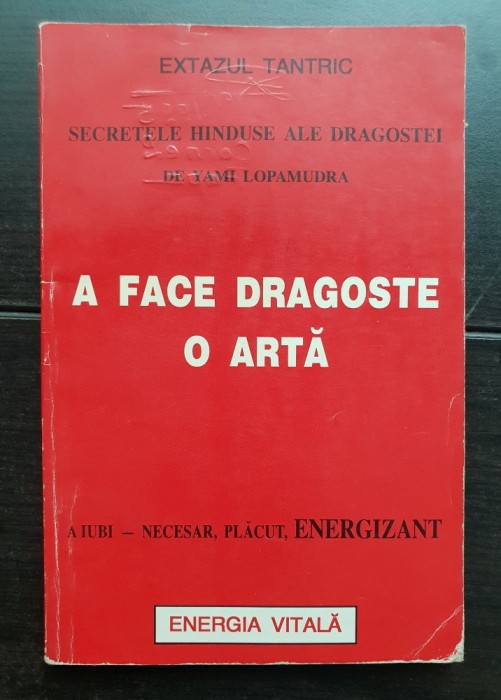 EXTAZUL TANTRIC
SECRETELE HINDUSE ALE DRAGOSTEI
DE YAMI LOPAMUDRA
A FACE DRAGOSTE
O ARTĂ
A IUBI — NECESAR, PLĂCUT, ENERGIZANT
ENERGIA VITALĂ